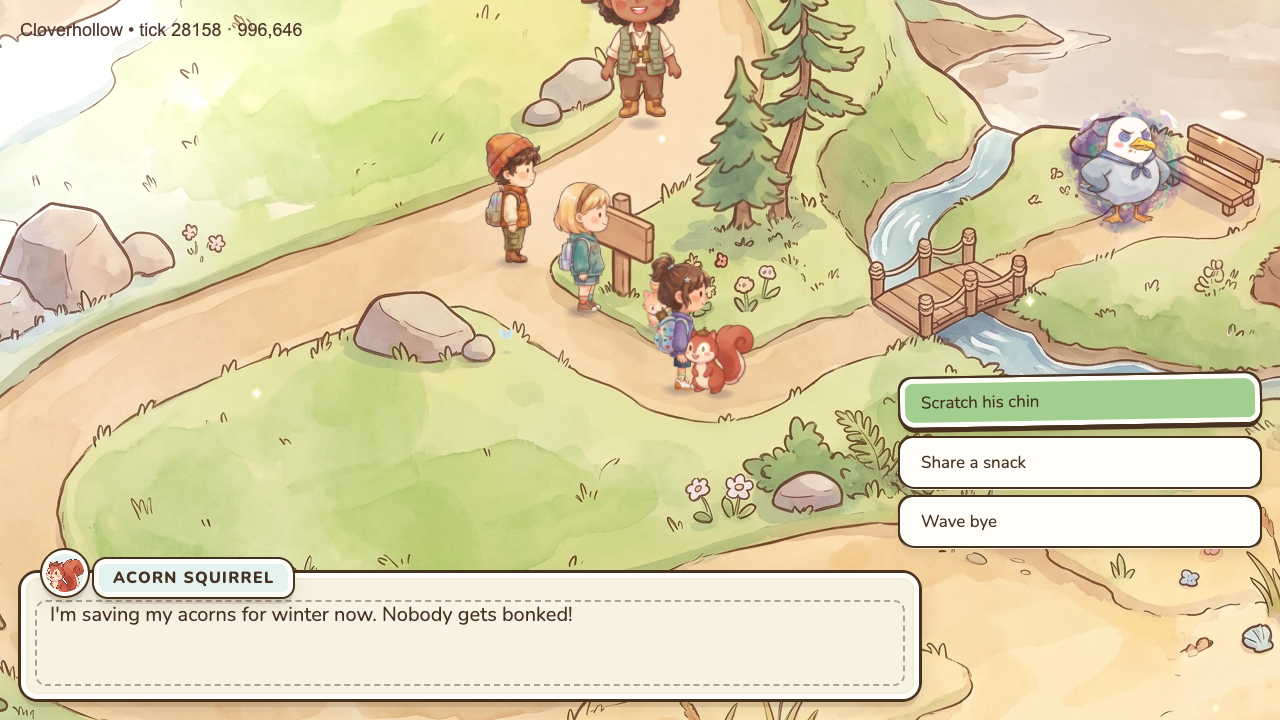 Cloverhollow • tick 28158 · 996,646
Scratch his chin
Share a snack
Wave bye
ACORN SQUIRREL
I'm saving my acorns for winter now. Nobody gets bonked!